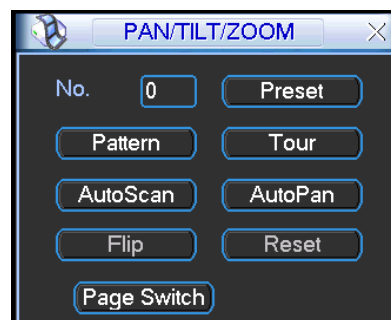 PAN/TILT/ZOOM
No. 0 Preset
Pattern Tour
AutoScan AutoPan
Flip Reset
Page Switch